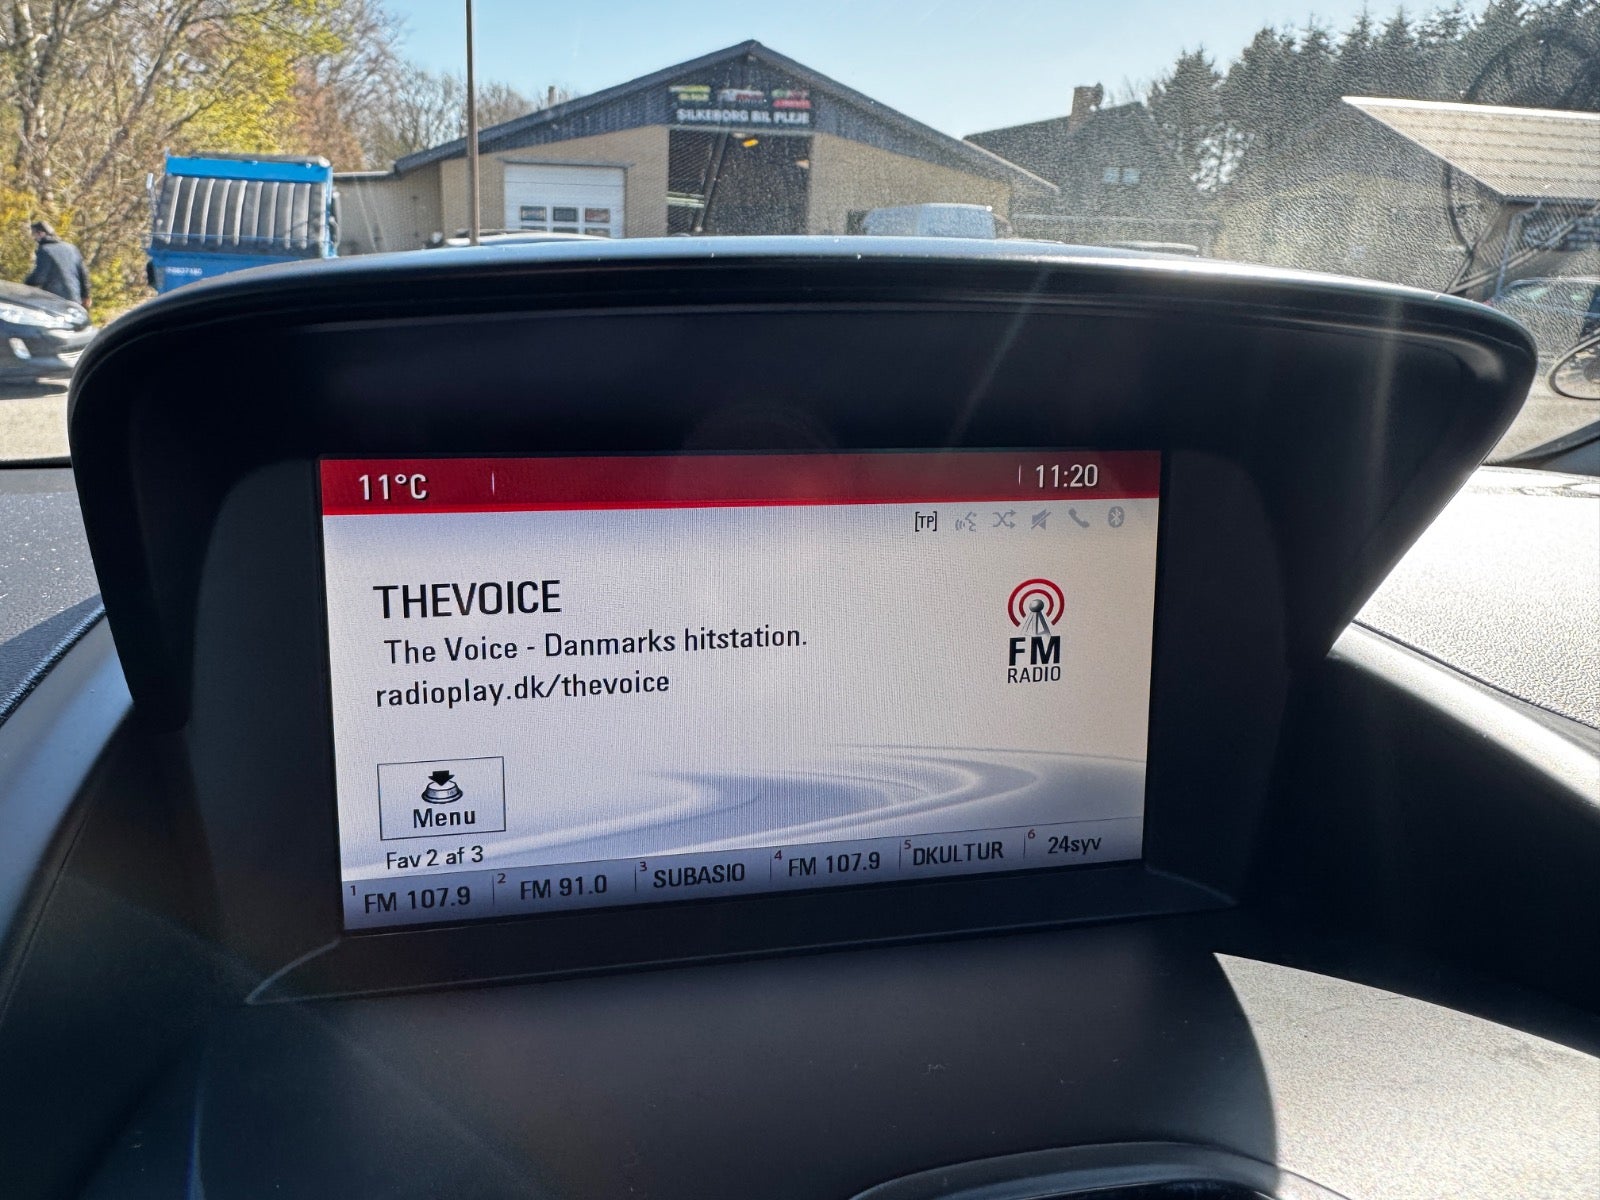 SILKEBORG BIL PLEJE
11°C
11:20
[TP]
THEVOICE
The Voice - Danmarks hitstation.
radioplay.dk/thevoice
FM
RADIO
Menu
Fav 2 af 3
1 FM 107.9 2 FM 91.0 3 SUBASIO 4 FM 107.9 5 DKULTUR 6 24syv